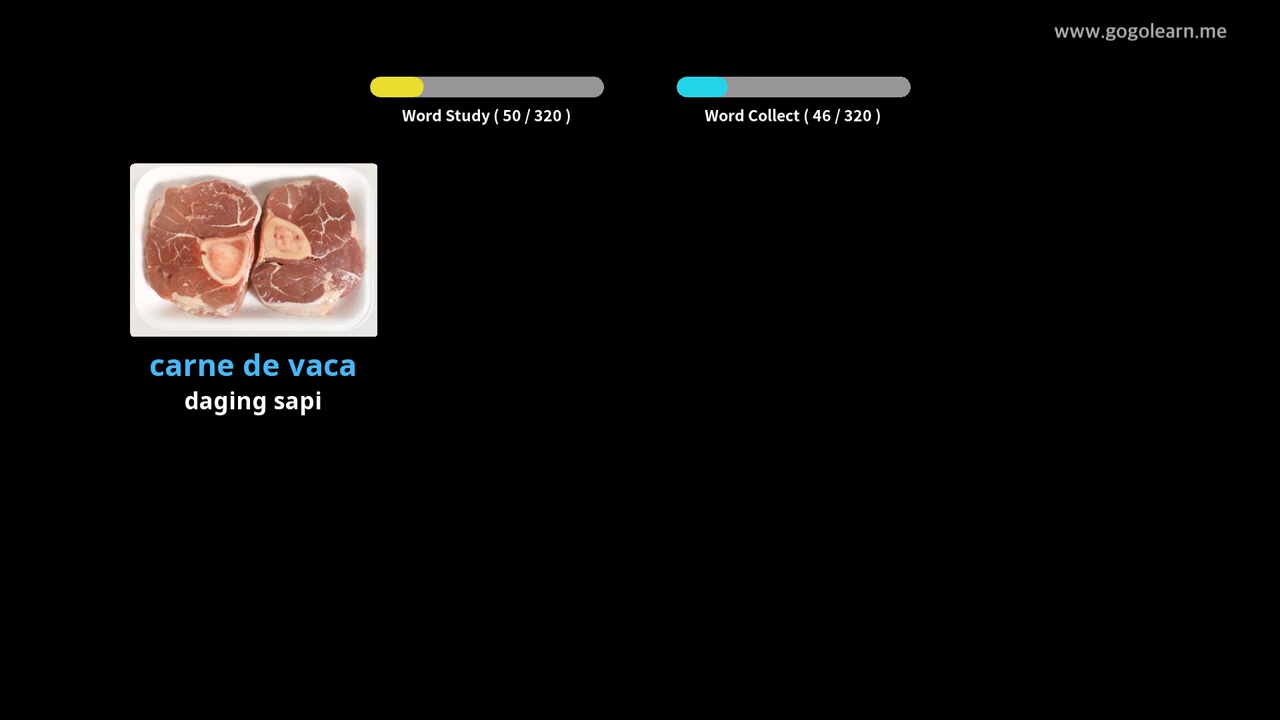 www.gogolearn.me
Word Study ( 50 / 320 )
Word Collect ( 46 / 320 )
carne de vaca
daging sapi